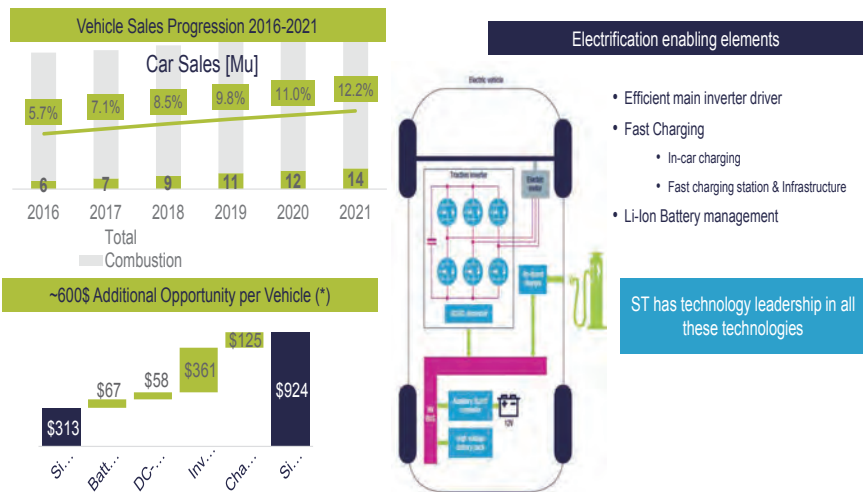 Vehicle Sales Progression 2016-2021
Car Sales [Mu]
5.7%
7.1%
8.5%
9.8%
11.0%
12.2%
6
7
9
11
12
14
2016
2017
2018
2019
2020
2021
Total
Combustion
~600$ Additional Opportunity per Vehicle (*)
$313
$67
$58
$361
$125
$924
Si...
Batt...
DC-...
Inv...
Cha...
Si...
Electric vehicle
Traction inverter
Electric
motor
On-board
charger
12V
High voltage
battery pack
Electrification enabling elements
• Efficient main inverter driver
• Fast Charging
• In-car charging
• Fast charging station & Infrastructure
• Li-Ion Battery management
ST has technology leadership in all
these technologies